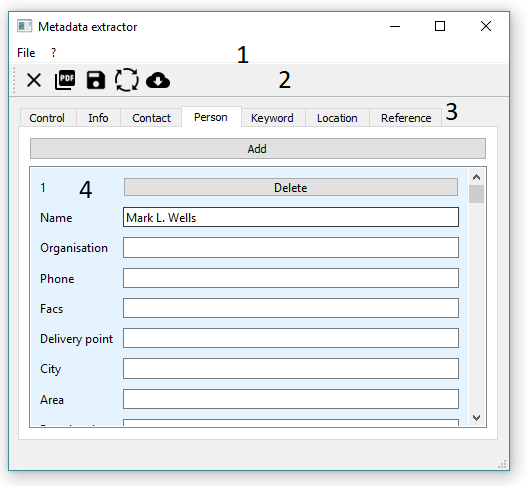 Metadata extractor
File ?
1
PDF
2
Control Info Contact Person Keyword Location Reference
3
Add
1
4
Delete
Name Mark L. Wells
Organisation
Phone
Facs
Delivery point
City
Area